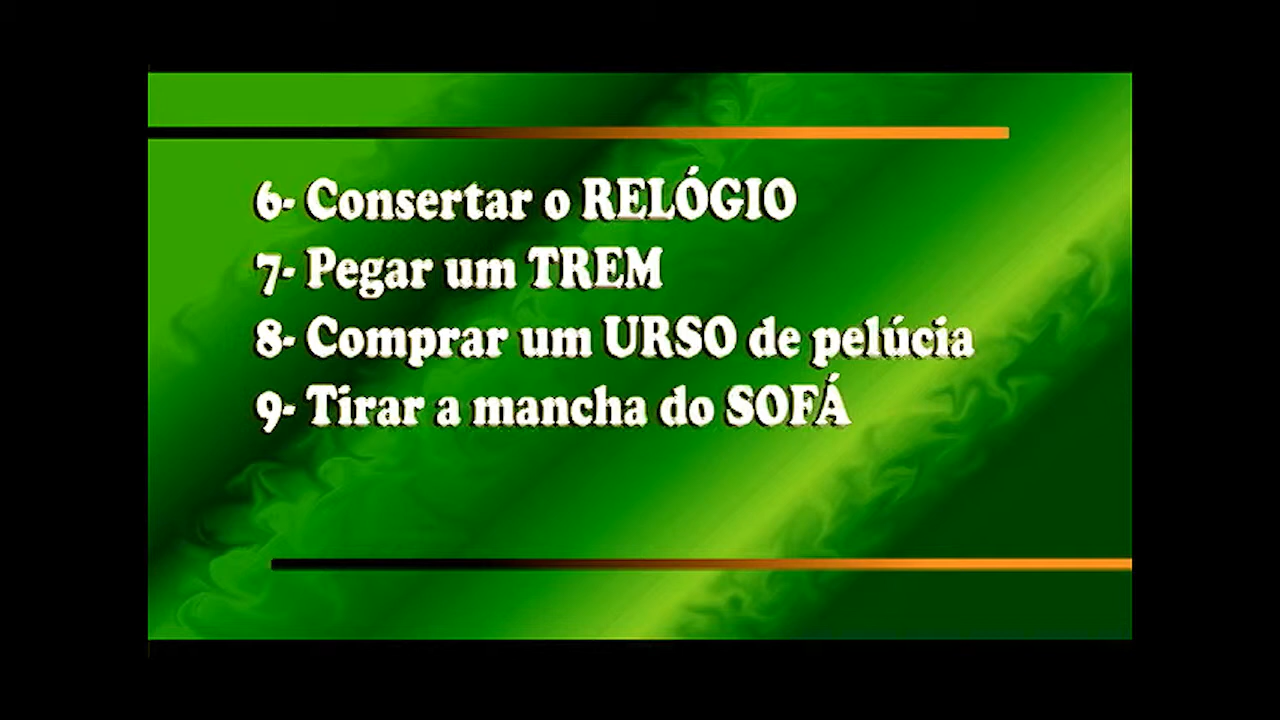 6- Consertar o RELÓGIO
7- Pegar um TREM
8- Comprar um URSO de pelúcia
9- Tirar a mancha do SOFÁ